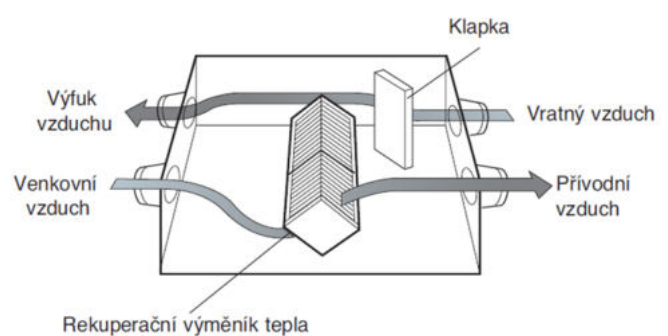 Klapka
Výfuk
vzduchu
Vratný vzduch
Venkovní
vzduch
Přívodní
vzduch
Rekuperační výměník tepla